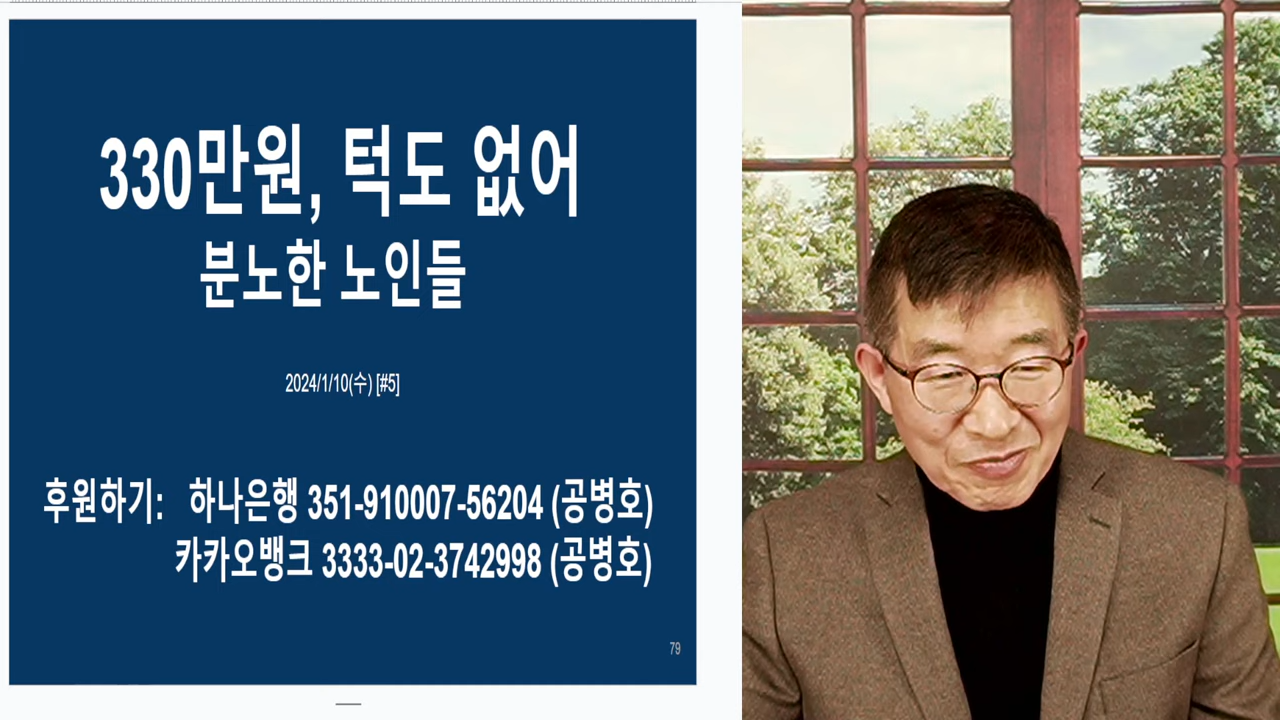 330만원, 턱도 없어
분노한 노인들
2024/1/10(수) [#5]
후원하기: 하나은행 351-910007-56204 (공병호)
카카오뱅크 3333-02-3742998 (공병호)
79